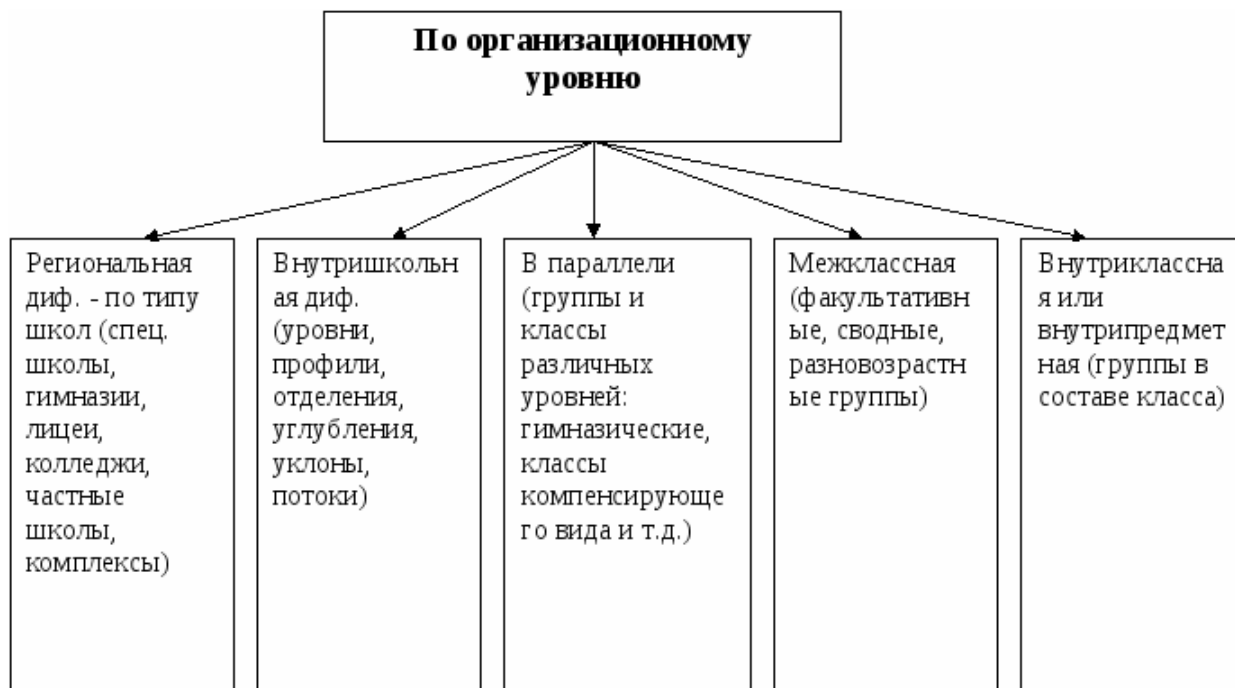 По организационному
уровню
Региональная
диф. - по типу
школ (спец.
школы,
гимназии,
лицеи,
колледжи,
частные
школы,
комплексы)
Внутришкольн
ая диф.
(уровни,
профили,
отделения,
углубления,
уклоны,
потоки)
В параллели
(группы и
классы
различных
уровней:
гимназические,
классы
компенсирующе
го вида и т.д.)
Межклассная
(факультативн
ые, сводные,
разновозрастн
ые группы)
Внутриклассна
я или
внутрипредмет
ная (группы в
составе класса)